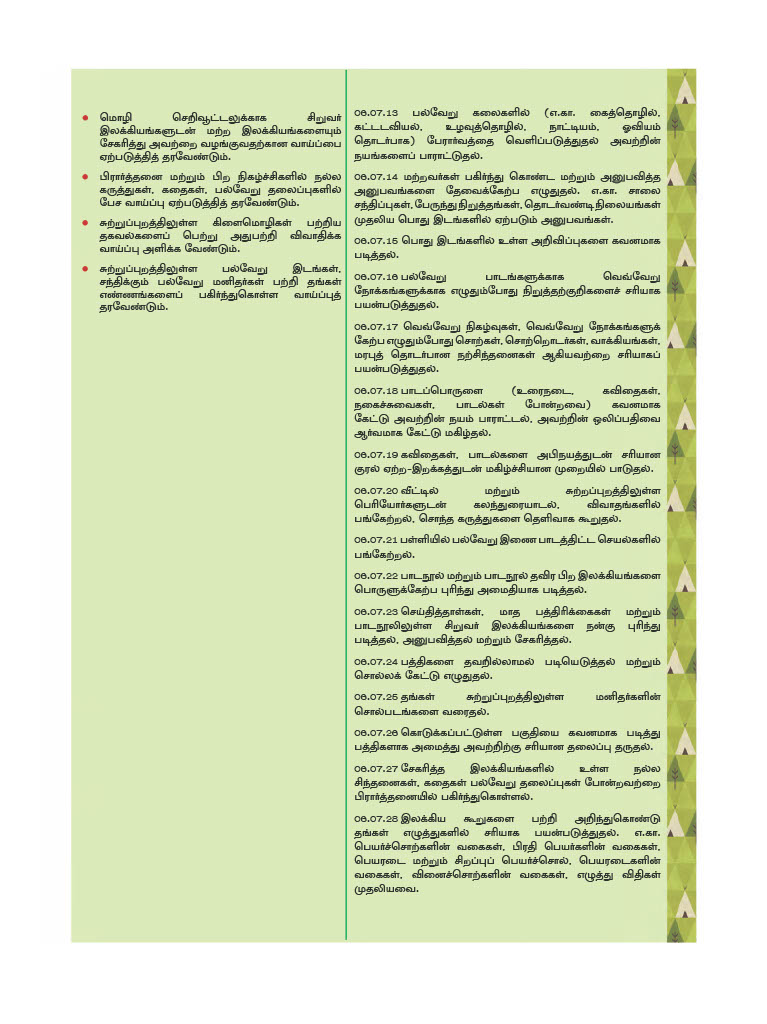 மொழி செறிவூட்டலுக்காக சிறுவர்
இலக்கியங்களுடன் மற்ற இலக்கியங்களையும்
சேகரித்து அவற்றை வழங்குவதற்கான வாய்ப்பை
ஏற்படுத்தித் தரவேண்டும்.
பிரார்த்தனை மற்றும் பிற நிகழ்ச்சிகளில் நல்ல
கருத்துகள், கதைகள், பல்வேறு தலைப்புகளில்
பேச வாய்ப்பு ஏற்படுத்தித் தரவேண்டும்.
சுற்றுப்புறத்திலுள்ள கிளைமொழிகள் பற்றிய
தகவல்களைப் பெற்று அதுபற்றி விவாதிக்க
வாய்ப்பு அளிக்க வேண்டும்.
சுற்றுப்புறத்திலுள்ள பல்வேறு இடங்கள்,
சந்திக்கும் பல்வேறு மனிதர்கள் பற்றி தங்கள்
எண்ணங்களைப் பகிர்ந்துகொள்ள வாய்ப்புத்
தரவேண்டும்.
06.07.13 பல்வேறு கலைகளில் (எ.கா. கைத்தொழில்,
கட்டடவியல், உழவுத்தொழில், நாட்டியம், ஓவியம்
தொடர்பாக) பேரார்வத்தை வெளிப்படுத்துதல் அவற்றின்
நயங்களைப் பாராட்டுதல்.
06.07.14 மற்றவர்கள் பகிர்ந்து கொண்ட மற்றும் அனுபவித்த
அனுபவங்களை தேவைக்கேற்ப எழுதுதல். எ.கா. சாலை
சந்திப்புகள், பேருந்து நிறுத்தங்கள், தொடர்வண்டி நிலையங்கள்
முதலிய பொது இடங்களில் ஏற்படும் அனுபவங்கள்.
06.07.15 பொது இடங்களில் உள்ள அறிவிப்புகளை கவனமாக
படித்தல்.
06.07.16 பல்வேறு பாடங்களுக்காக வெவ்வேறு
நோக்கங்களுக்காக எழுதும்போது நிறுத்தற்குறிகளைச் சரியாக
பயன்படுத்துதல்.
06.07.17 வெவ்வேறு நிகழ்வுகள், வெவ்வேறு நோக்கங்களுக்
கேற்ப எழுதும்போது சொற்கள், சொற்றொடர்கள், வாக்கியங்கள்,
மரபுத் தொடர்பான நற்சிந்தனைகள் ஆகியவற்றை சரியாகப்
பயன்படுத்துதல்.
06.07.18 பாடப்பொருளை (உரைநடை, கவிதைகள்,
நகைச்சுவைகள், பாடல்கள் போன்றவை) கவனமாக
கேட்டு அவற்றின் நயம் பாராட்டல், அவற்றின் ஒலிப்பதிவை
ஆர்வமாக கேட்டு மகிழ்தல்.
06.07.19 கவிதைகள், பாடல்களை அபிநயத்துடன் சரியான
குரல் ஏற்ற-இறக்கத்துடன் மகிழ்ச்சியான முறையில் பாடுதல்.
06.07.20 வீட்டில் மற்றும் சுற்றப்புறத்திலுள்ள
பெரியோர்களுடன் கலந்துரையாடல், விவாதங்களில்
பங்கேற்றல், சொந்த கருத்துகளை தெளிவாக கூறுதல்.
06.07.21 பள்ளியில் பல்வேறு இணை பாடத்திட்ட செயல்களில்
பங்கேற்றல்.
06.07.22 பாடநூல் மற்றும் பாடநூல் தவிர பிற இலக்கியங்களை
பொருளுக்கேற்ப புரிந்து அமைதியாக படித்தல்.
06.07.23 செய்தித்தாள்கள், மாத பத்திரிக்கைகள் மற்றும்
பாடநூலிலுள்ள சிறுவர் இலக்கியங்களை நன்கு புரிந்து
படித்தல், அனுபவித்தல் மற்றும் சேகரித்தல்.
06.07.24 பத்திகளை தவறில்லாமல் படியெடுத்தல் மற்றும்
சொல்லக் கேட்டு எழுதுதல்.
06.07.25 தங்கள் சுற்றுப்புறத்திலுள்ள மனிதர்களின்
சொல்படங்களை வரைதல்.
06.07.26 கொடுக்கப்பட்டுள்ள பகுதியை கவனமாக படித்து
பத்திகளாக அமைத்து அவற்றிற்கு சரியான தலைப்பு தருதல்.
06.07.27 சேகரித்த இலக்கியங்களில் உள்ள நல்ல
சிந்தனைகள், கதைகள் பல்வேறு தலைப்புகள் போன்றவற்றை
பிரார்த்தனையில் பகிர்ந்துகொள்ளல்.
06.07.28 இலக்கிய கூறுகளை பற்றி அறிந்துகொண்டு
தங்கள் எழுத்துகளில் சரியாக பயன்படுத்துதல். எ.கா.
பெயர்ச்சொற்களின் வகைகள், பிரதி பெயர்களின் வகைகள்,
பெயரடை மற்றும் சிறப்புப் பெயர்ச்சொல், பெயரடைகளின்
வகைகள், வினைச்சொற்களின் வகைகள், எழுத்து விதிகள்
முதலியவை.